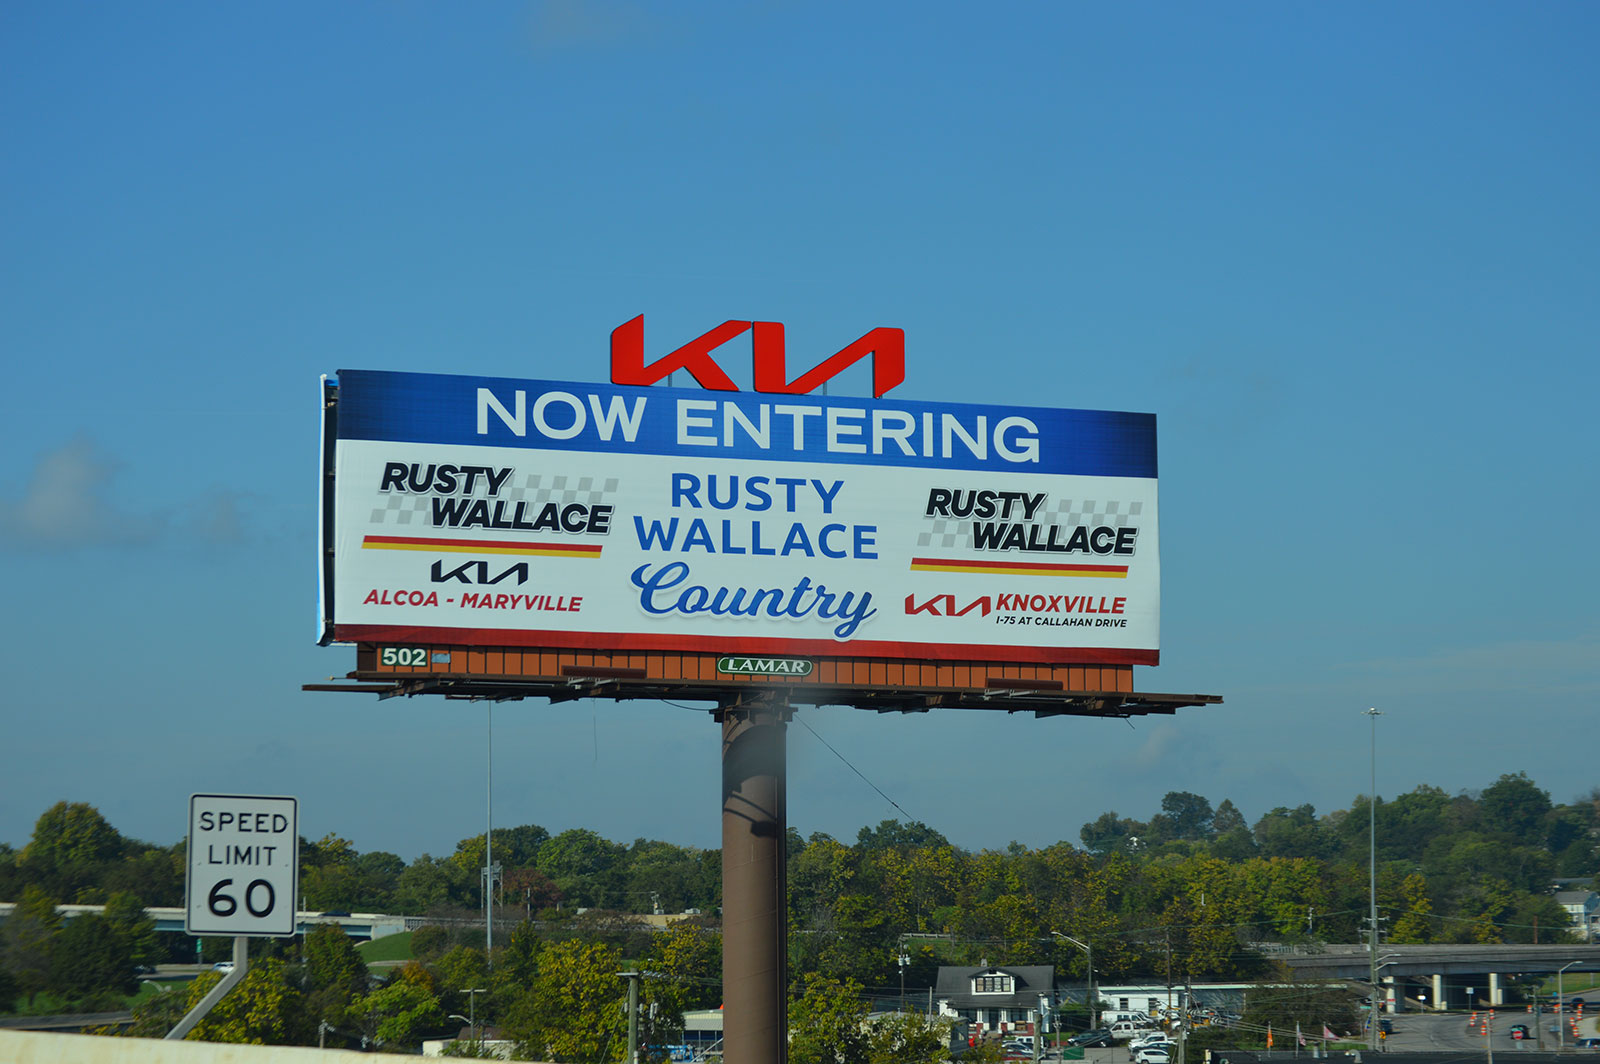 KIA
NOW ENTERING
RUSTY
WALLACE
KIA
ALCOA - MARYVILLE
RUSTY
WALLACE
Country
RUSTY
WALLACE
KIA KNOXVILLE
I-75 AT CALLAHAN DRIVE
502
LAMAR
SPEED
LIMIT
60